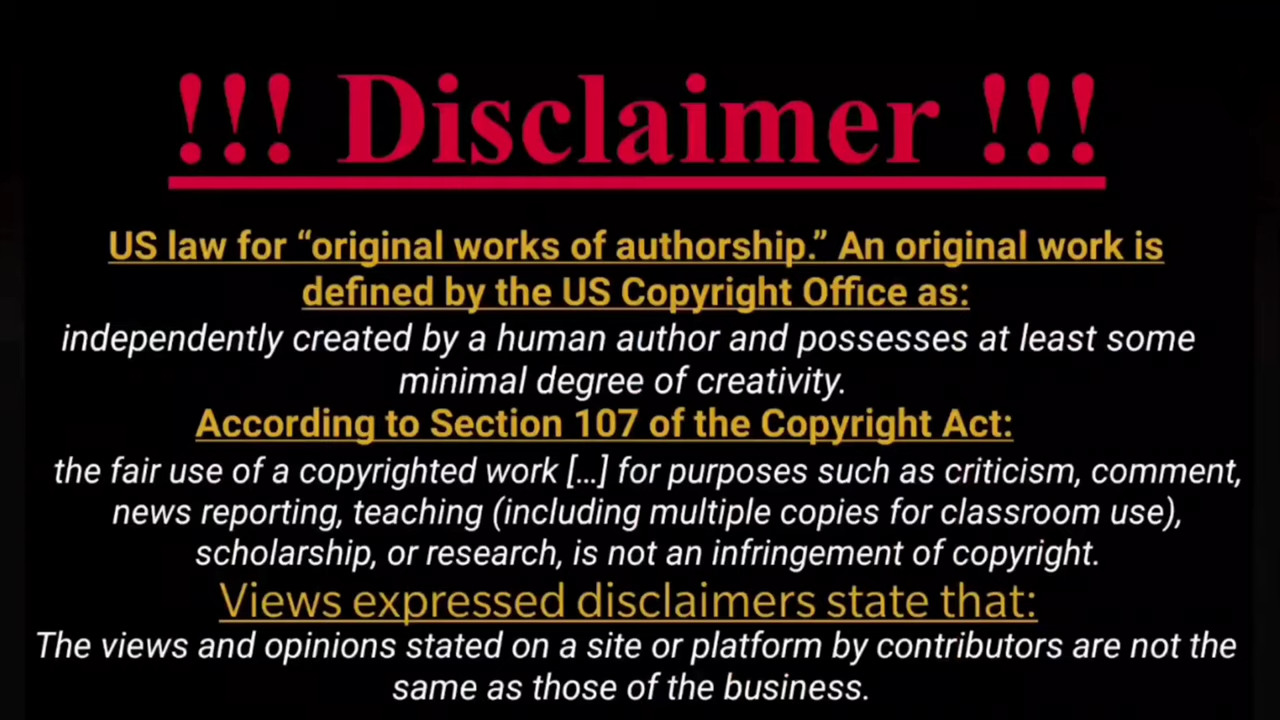 !!! Disclaimer !!!
US law for “original works of authorship.” An original work is
defined by the US Copyright Office as:
independently created by a human author and possesses at least some
minimal degree of creativity.
According to Section 107 of the Copyright Act:
the fair use of a copyrighted work [...] for purposes such as criticism, comment,
news reporting, teaching (including multiple copies for classroom use),
scholarship, or research, is not an infringement of copyright.
Views expressed disclaimers state that:
The views and opinions stated on a site or platform by contributors are not the
same as those of the business.